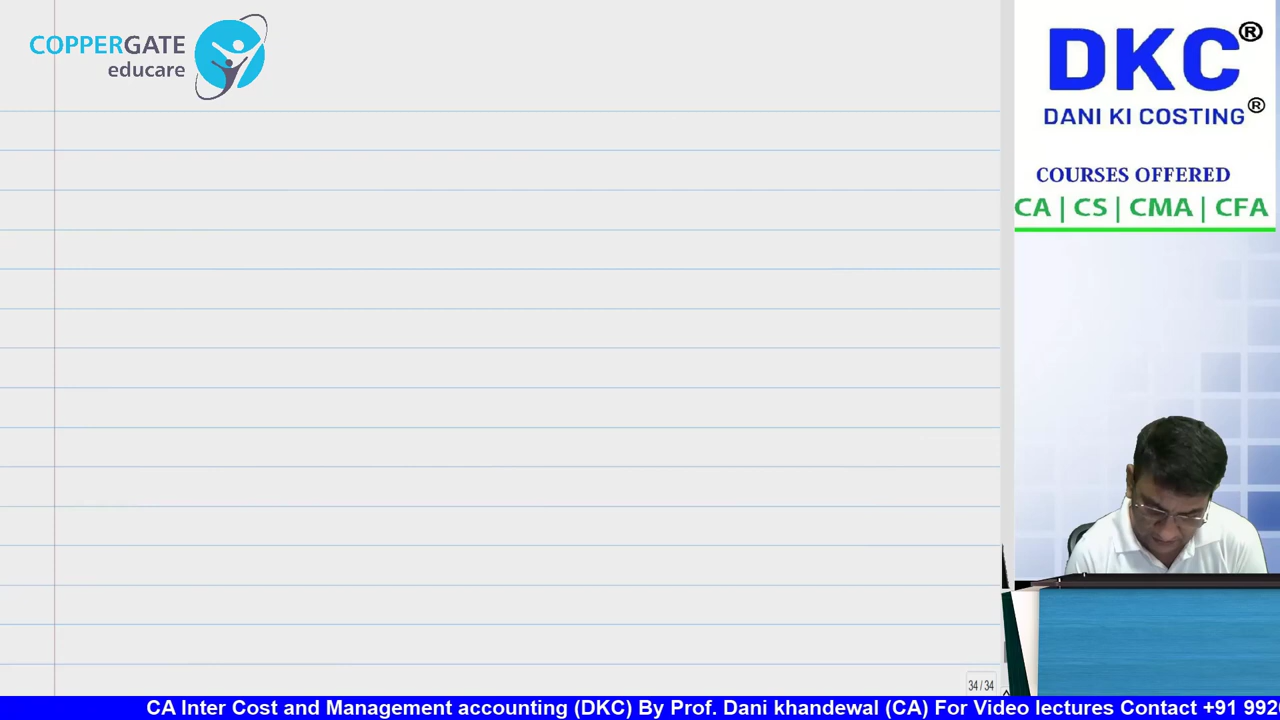 COPPERGATE
educare
DKC®
DANI KI COSTING®
COURSES OFFERED
CA | CS | CMA | CFA
34 / 34
CA Inter Cost and Management accounting (DKC) By Prof. Dani khandewal (CA) For Video lectures Contact +91 992